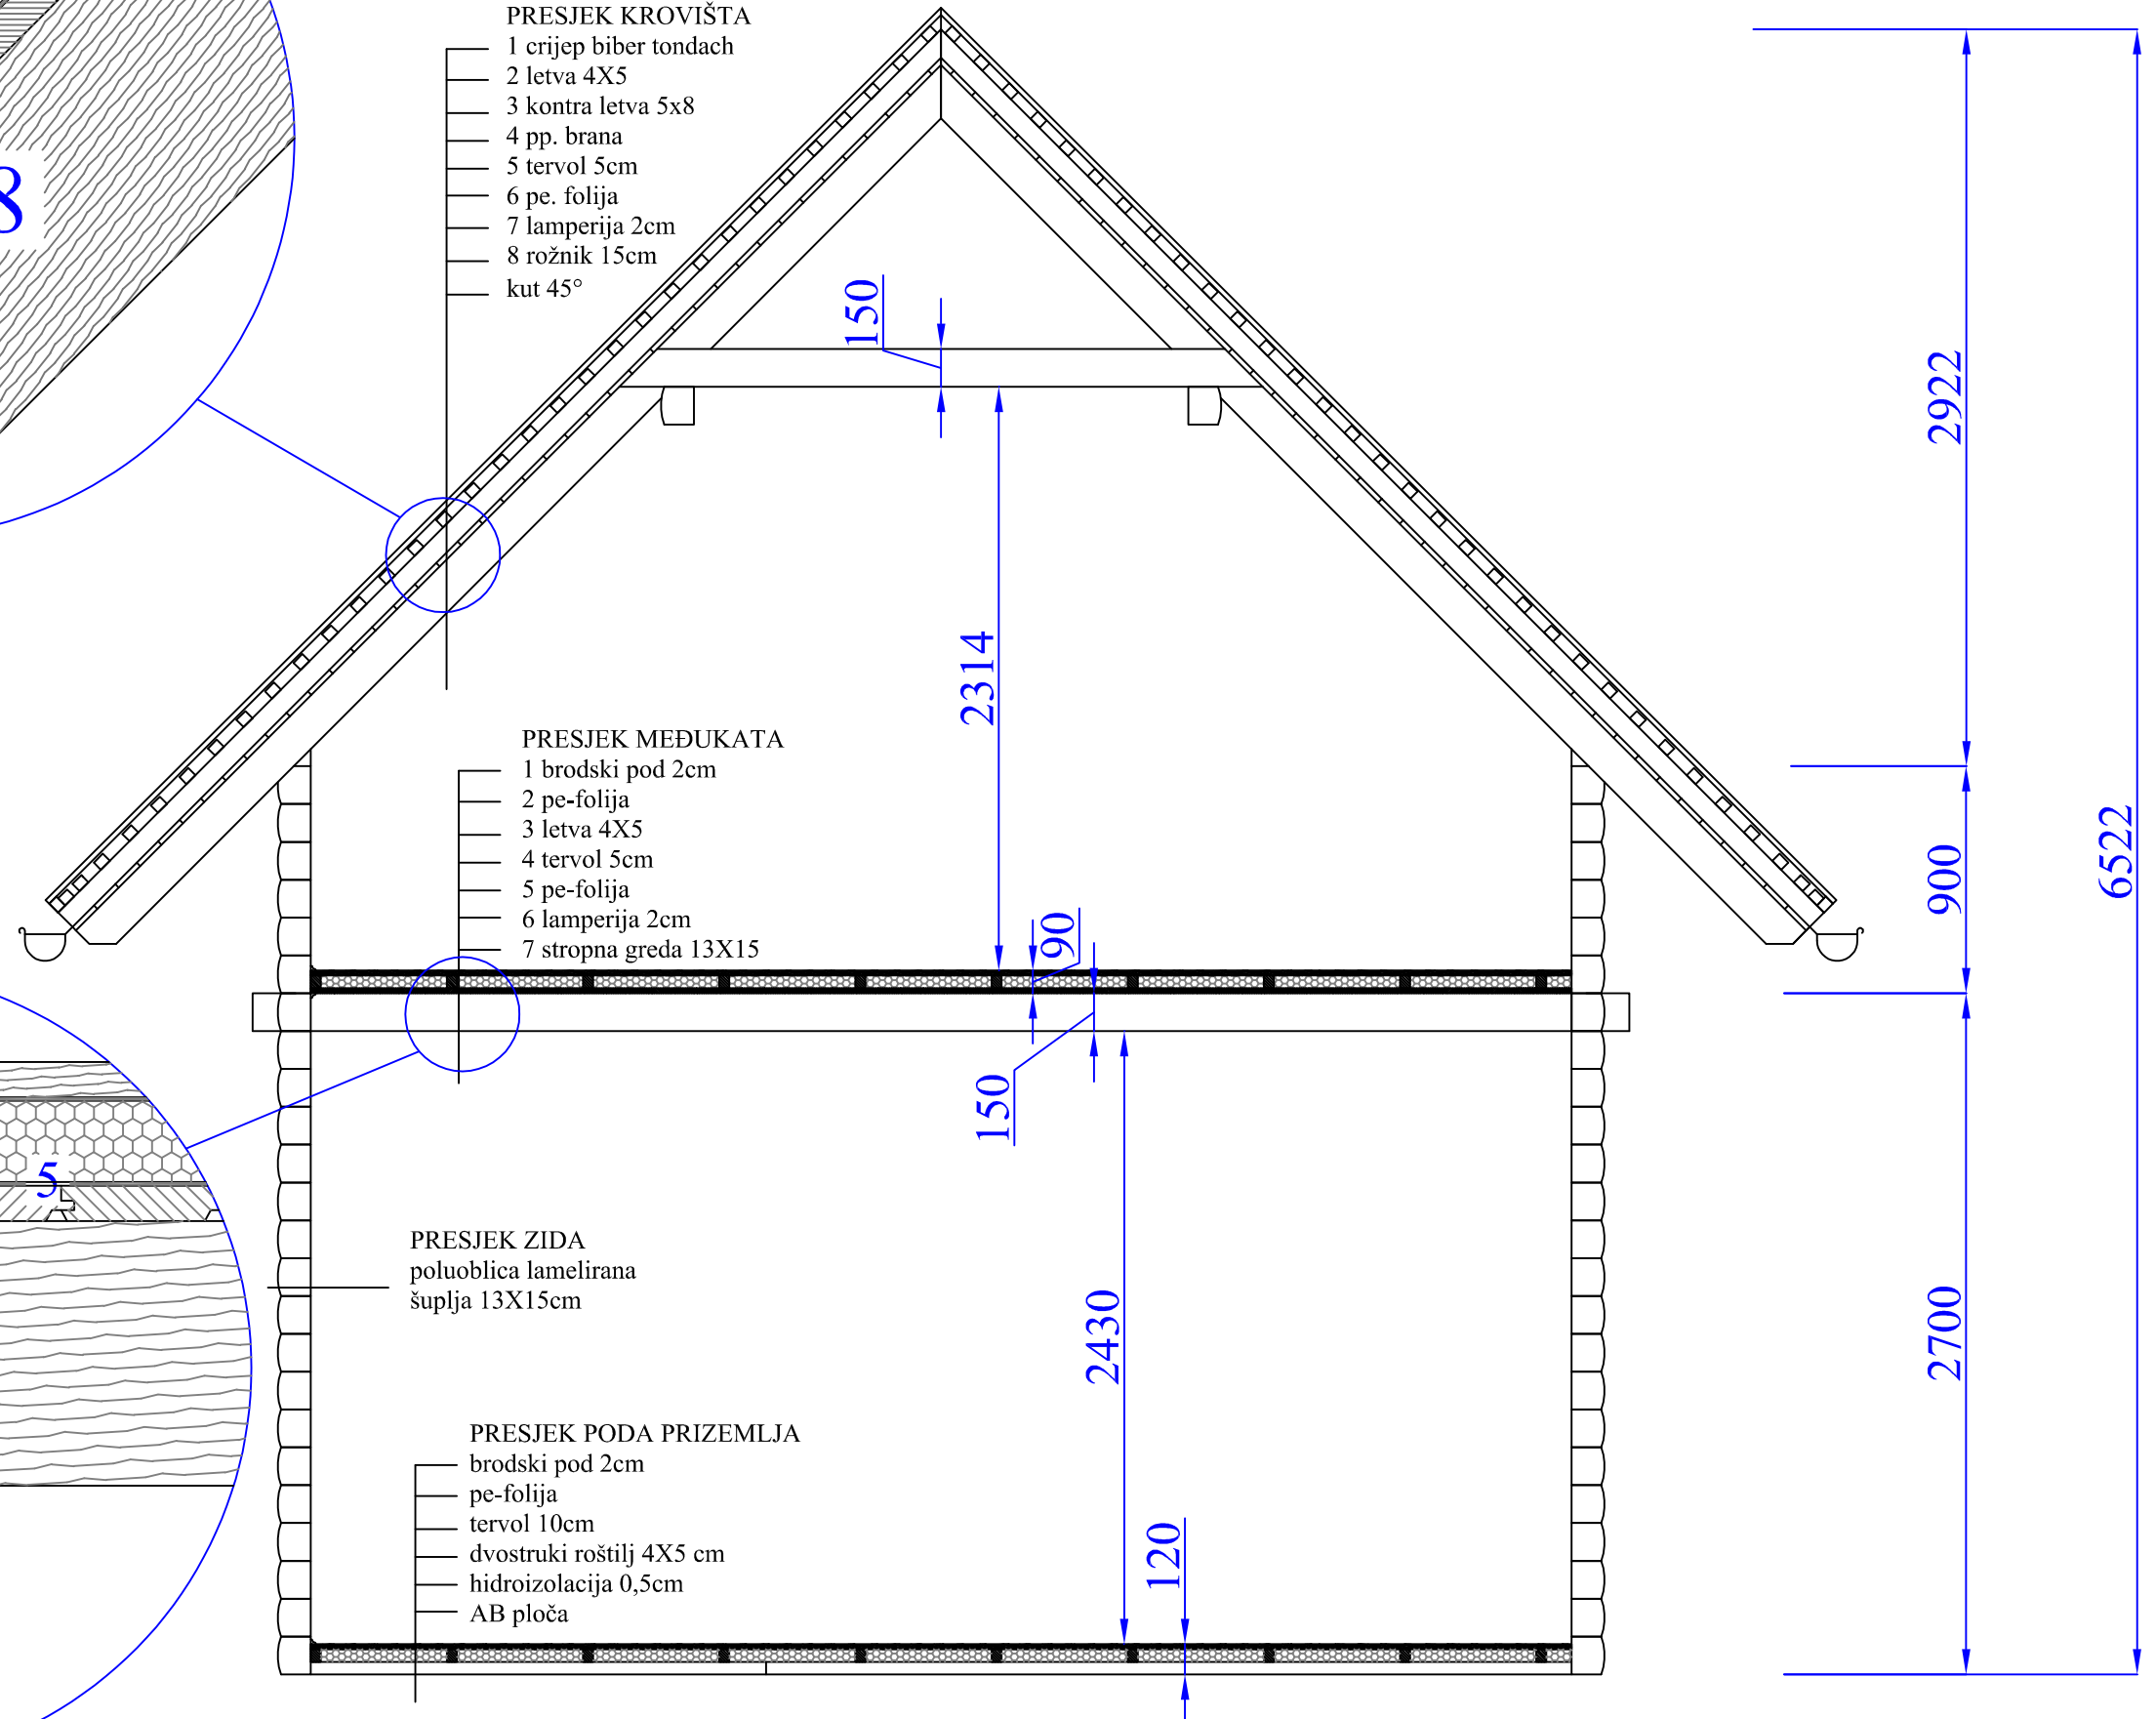 PRESJEK KROVIŠTA
1 crijep biber tondach
2 letva 4X5
3 kontra letva 5x8
4 pp. brana
5 tervol 5cm
6 pe. folija
7 lamperija 2cm
8 rožnik 15cm
kut 45°
8
150
2922
2314
PRESJEK MEĐUKATA
1 brodski pod 2cm
2 pe-folija
3 letva 4X5
4 tervol 5cm
5 pe-folija
6 lamperija 2cm
7 stropna greda 13X15
90
900
6522
150
5
PRESJEK ZIDA
poluoblica lamelirana
šuplja 13X15cm
2430
27700
PRESJEK PODA PRIZEMLJA
brodski pod 2cm
pe-folija
tervol 10cm
dvostruki roštilj 4X5 cm
hidroizolacija 0,5cm
AB ploča
120